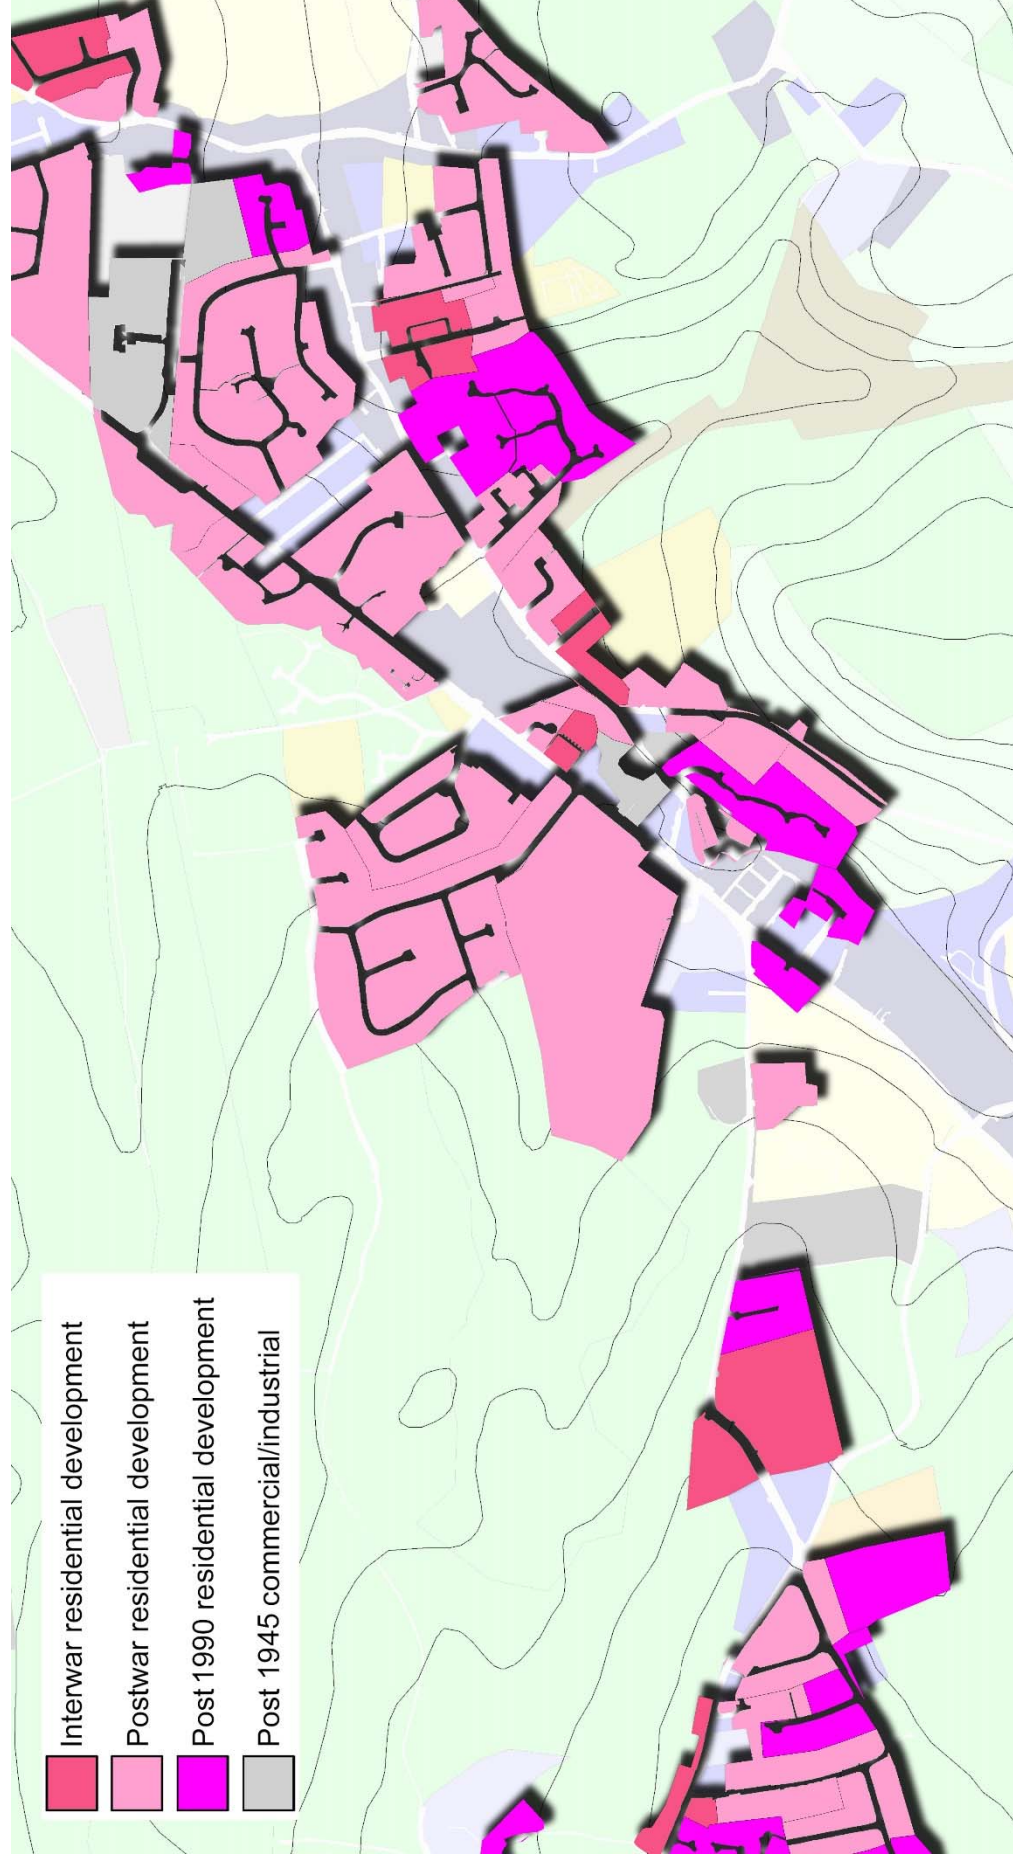 Interwar residential development
Postwar residential development
Post 1990 residential development
Post 1945 commercial/industrial